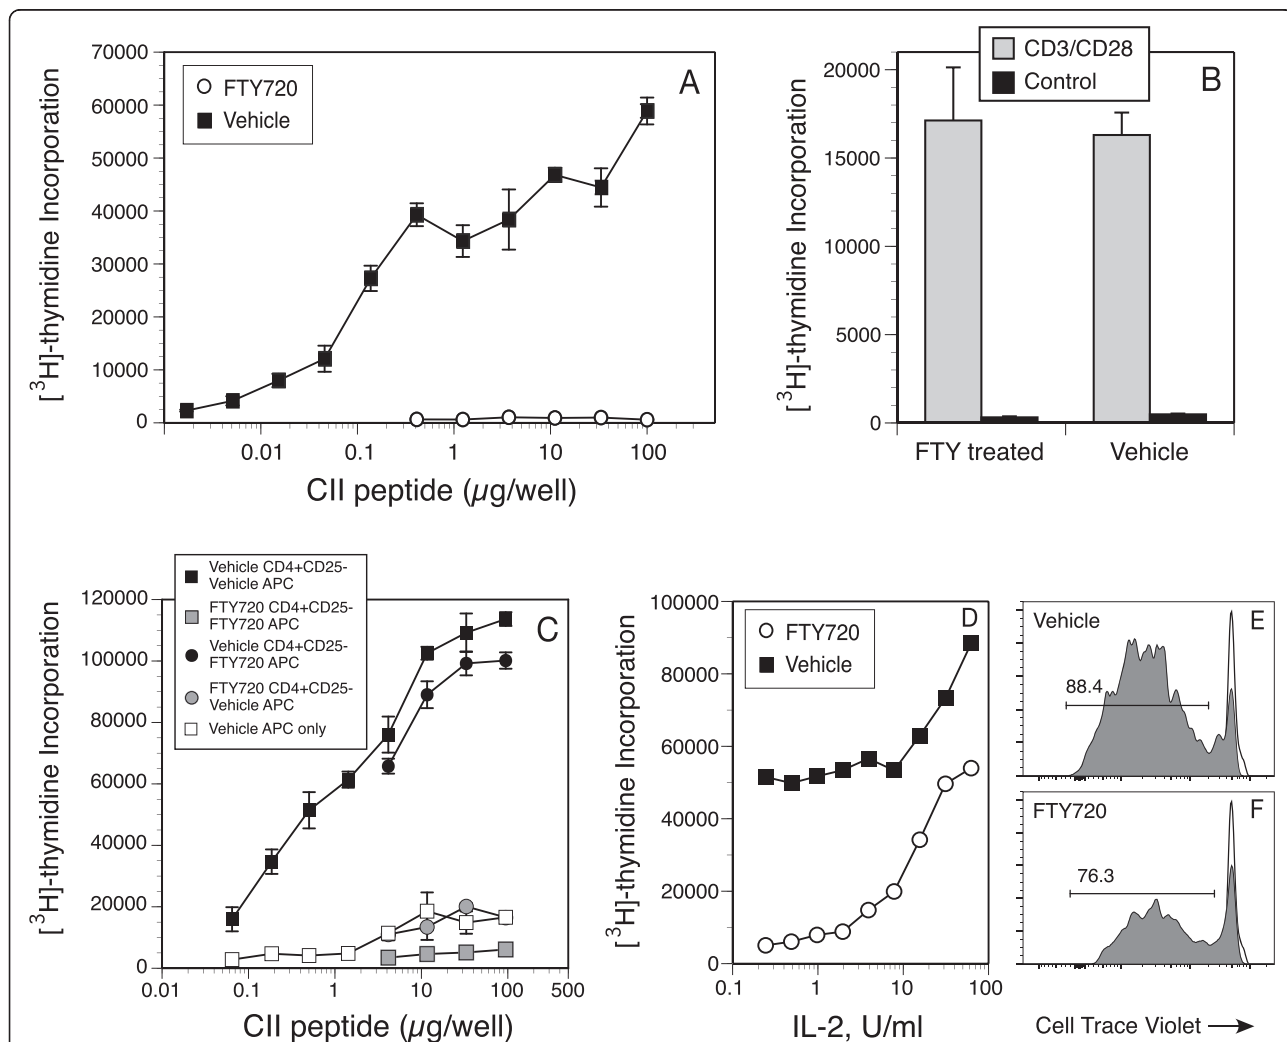 A
FTY720
Vehicle
70000
60000
50000
40000
30000
20000
10000
0
[3H]-thymidine Incorporation
0.01 0.1 1 10 100
CII peptide (µg/well)
B
CD3/CD28
Control
20000
15000
10000
5000
0
[3H]-thymidine Incorporation
FTY treated Vehicle
C
Vehicle CD4+CD25-
Vehicle APC
FTY720 CD4+CD25-
FTY720 APC
Vehicle CD4+CD25-
FTY720 APC
FTY720 CD4+CD25-
Vehicle APC
Vehicle APC only
120000
100000
80000
60000
40000
20000
0
[3H]-thymidine Incorporation
0.01 0.1 1 10 100 500
CII peptide (µg/well)
D
FTY720
Vehicle
100000
80000
60000
40000
20000
0
[3H]-thymidine Incorporation
0.1 1 10 100
IL-2, U/ml
Vehicle E
88.4
FTY720 F
76.3
Cell Trace Violet